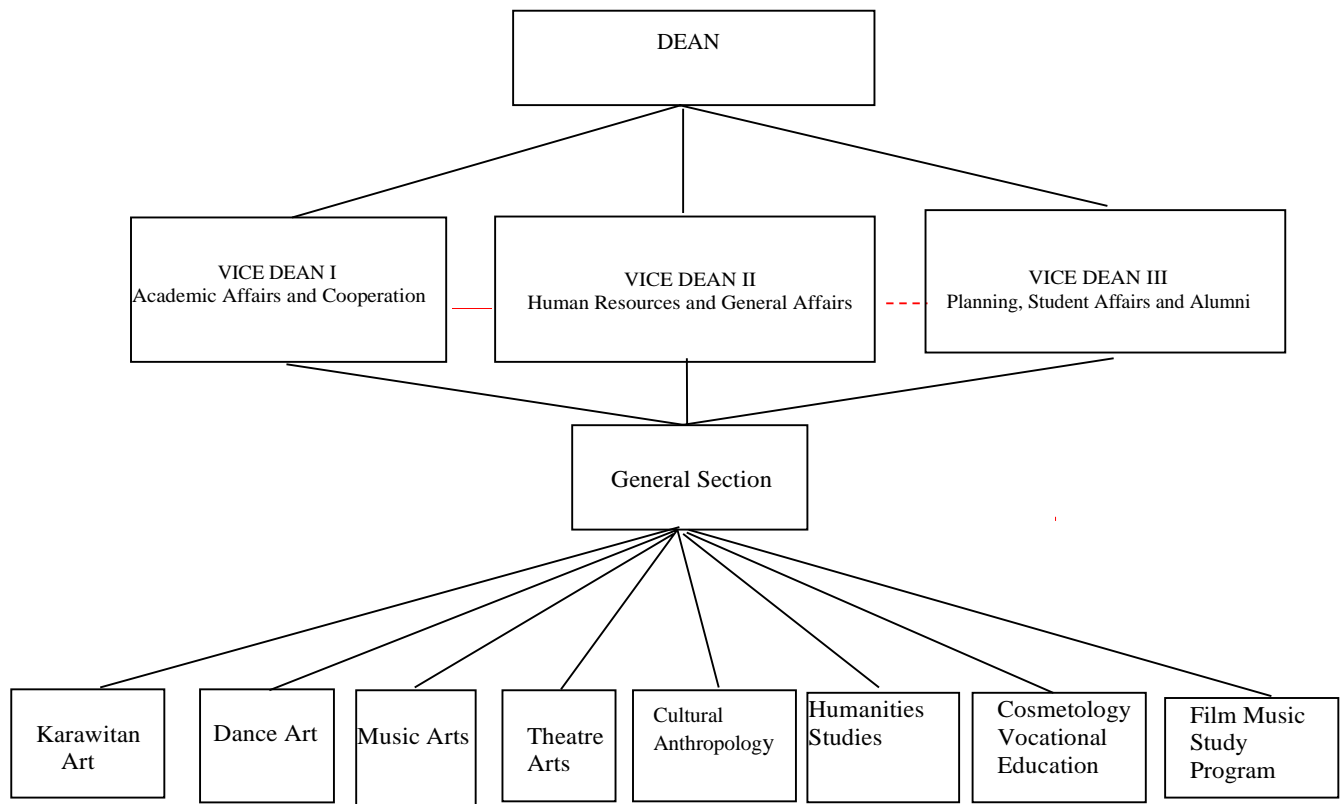 DEAN
VICE DEAN I
Academic Affairs and Cooperation
VICE DEAN II
Human Resources and General Affairs
VICE DEAN III
Planning, Student Affairs and Alumni
General Section
Karawitan
Art
Dance Art
Music Arts
Theatre
Arts
Cultural
Anthropology
Humanities
Studies
Cosmetology
Vocational
Education
Film Music
Study
Program